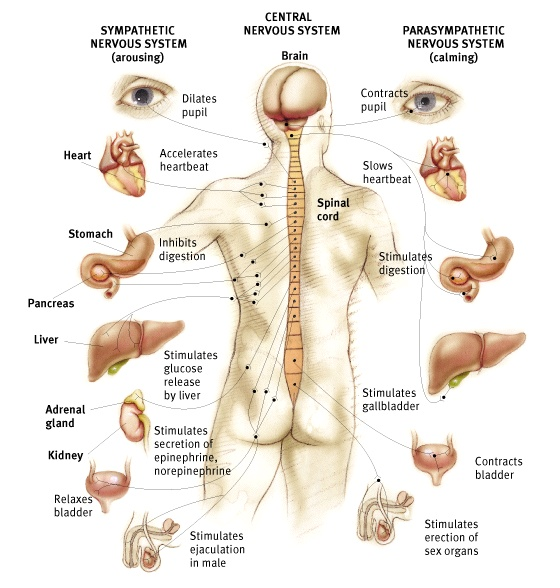 SYMPATHETIC
NERVOUS SYSTEM
(arousing)
CENTRAL
NERVOUS SYSTEM
Brain
PARASYMPATHETIC
NERVOUS SYSTEM
(calming)
Dilates
pupil
Contracts
pupil
Heart
Accelerates
heartbeat
Slows
heartbeat
Spinal
cord
Stomach
Inhibits
digestion
Stimulates
digestion
Pancreas
Liver
Stimulates
glucose
release
by liver
Stimulates
gallbladder
Adrenal
gland
Kidney
Stimulates
secretion of
epinephrine,
norepinephrine
Contracts
bladder
Relaxes
bladder
Stimulates
ejaculation
in male
Stimulates
erection of
sex organs